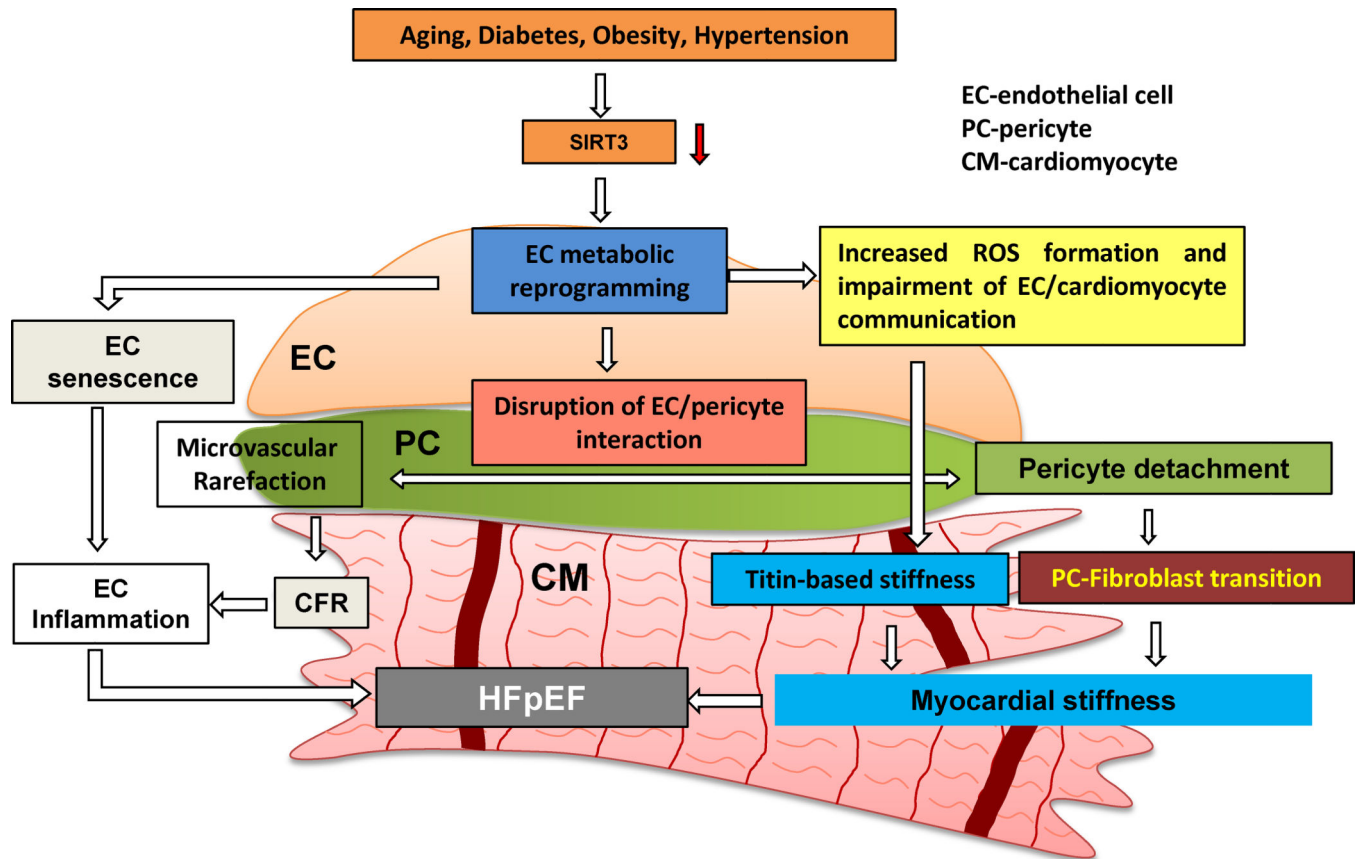 Aging, Diabetes, Obesity, Hypertension
EC-endothelial cell
PC-pericyte
CM-cardiomyocyte
SIRT3
EC metabolic
reprogramming
Increased ROS formation and
impairment of EC/cardiomyocyte
communication
EC
senescence
EC
Disruption of EC/pericyte
interaction
Microvascular
Rarefaction
PC
Pericyte detachment
EC
Inflammation
CFR
CM
Titin-based stiffness
PC-Fibroblast transition
HFpEF
Myocardial stiffness